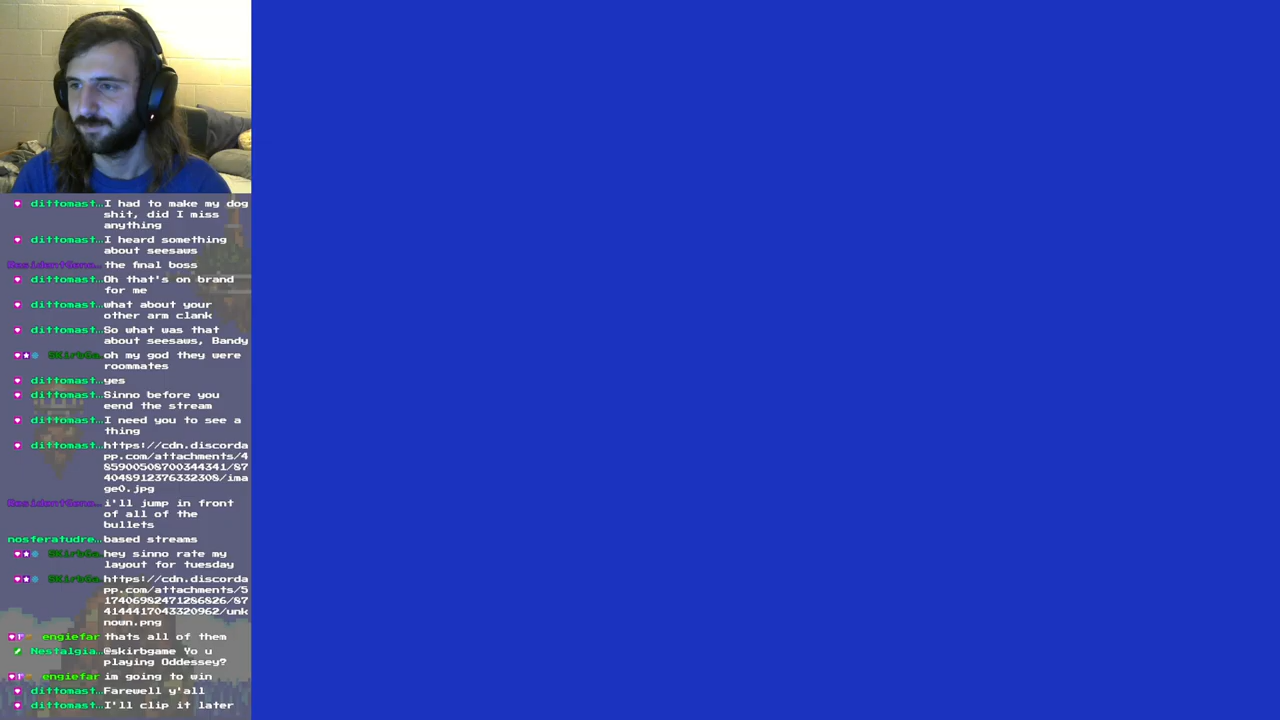 dittomast… I had to make my dog
shit, did I miss
anything
dittomast… I heard something
about seesaws
ResidentGeno… the final boss
dittomast… Oh that's on brand
for me
dittomast… what about your
other arm clank
dittomast… So what was that
about seesaws, Bandy
SkirbGa… oh my god they were
roommates
dittomast… yes
dittomast… Sinno before you
eend the stream
dittomast… I need you to see a
thing
dittomast… https://cdn.discorda
pp.com/attachments/4
85900508700344341/87
4048912376332308/ima
ge0.jpg
ResidentGeno… i'll jump in front
of all of the
bullets
nosferatudre… based streams
SkirbGa… hey sinno rate my
layout for tuesday
SkirbGa… https://cdn.discorda
pp.com/attachments/5
17406982471286826/87
4144417043320962/unk
nown.png
engiefar thats all of them
Nestalgia… @skirbgame Yo u
playing Oddessey?
engiefar im going to win
dittomast… Farewell y'all
dittomast… I'll clip it later